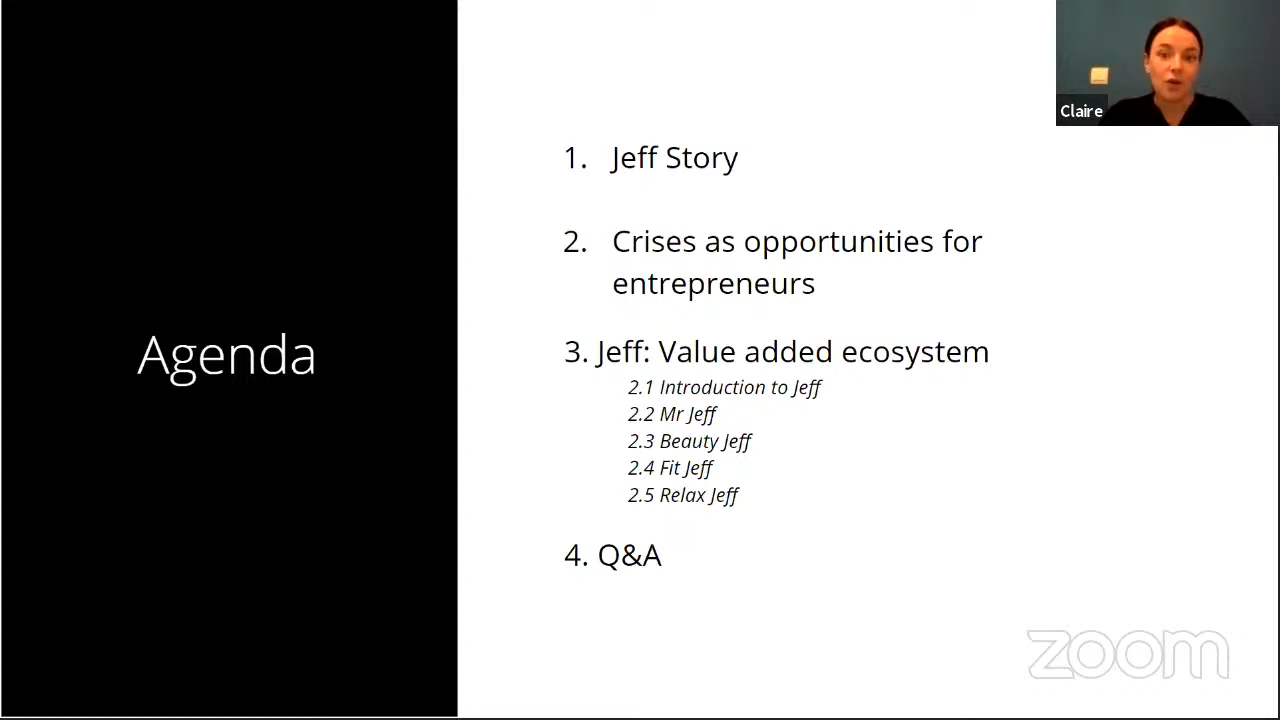 Claire
1. Jeff Story
2. Crises as opportunities for
entrepreneurs
Agenda
3. Jeff: Value added ecosystem
2.1 Introduction to Jeff
2.2 Mr Jeff
2.3 Beauty Jeff
2.4 Fit Jeff
2.5 Relax Jeff
4. Q&A
zoom